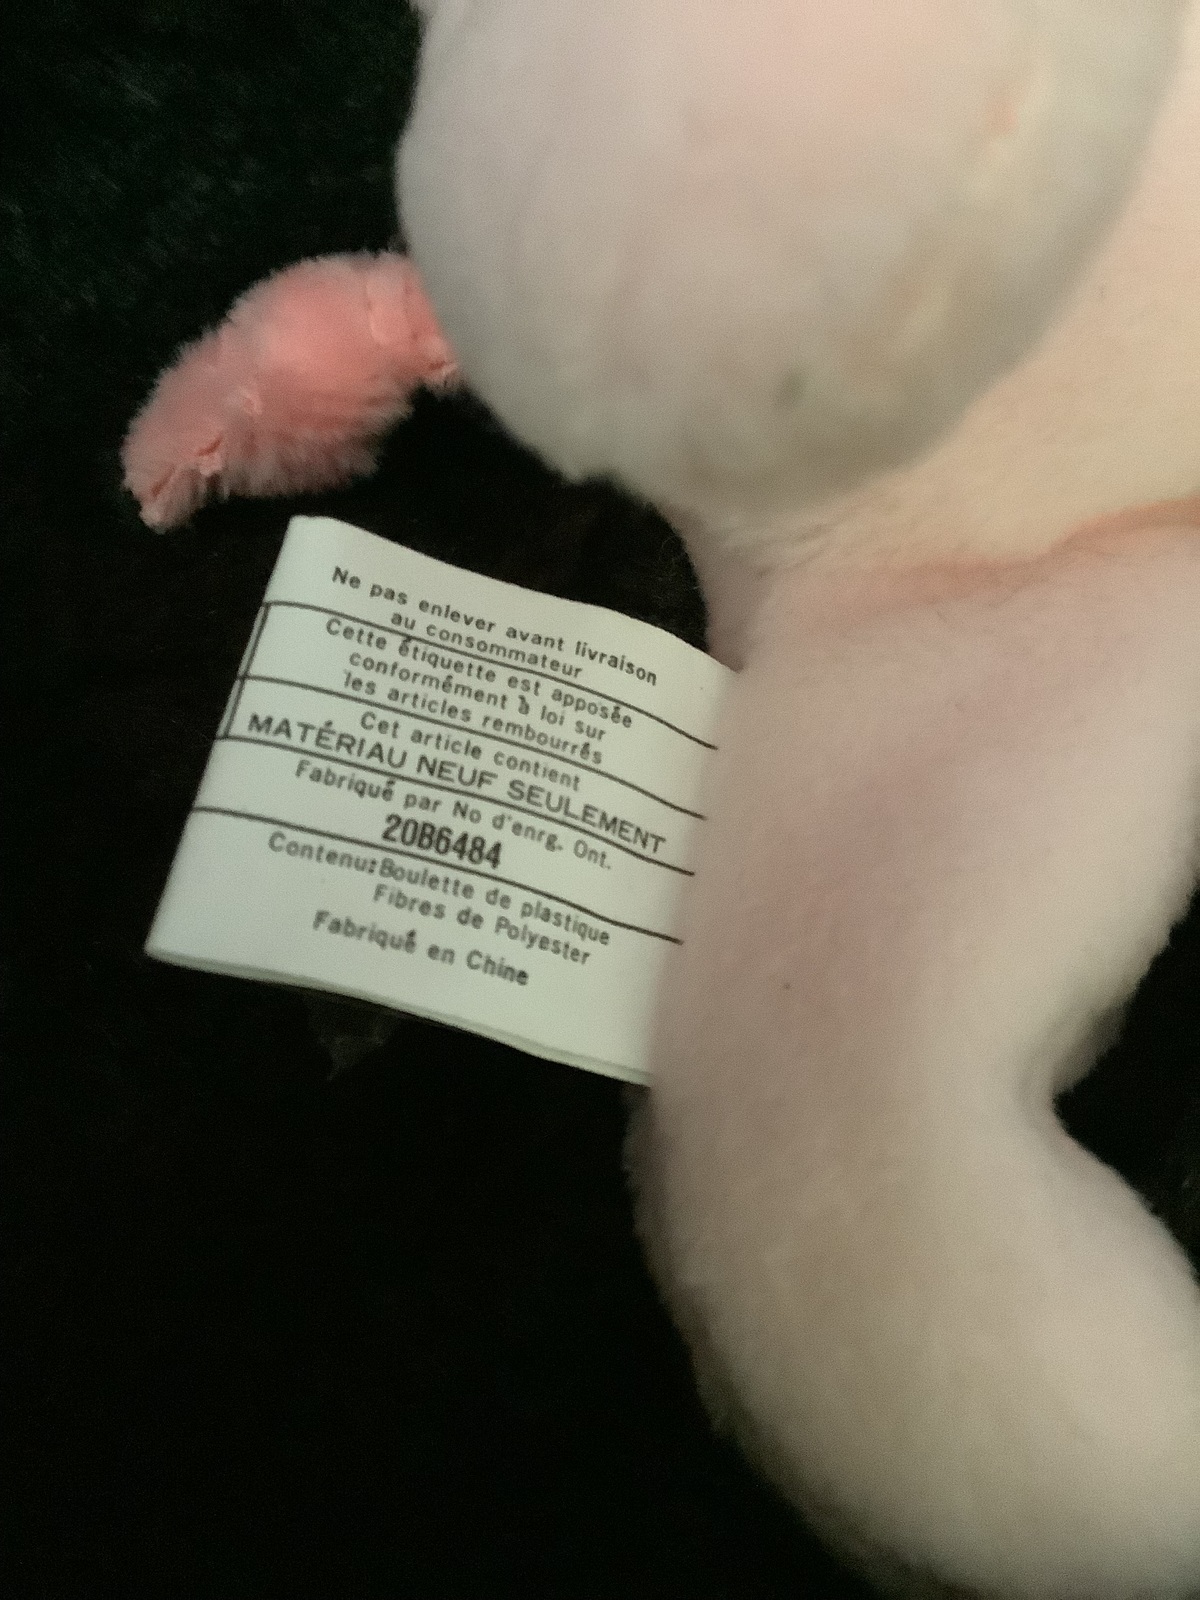 Ne pas enlever avant livraison
au consommateur
Cette étiquette est apposée
conformément à loi sur
les articles rembourrés
Cet article contient
MATÉRIAU NEUF SEULEMENT
Fabriqué par No d'enrg. Ont.
20B6484
Contenu:Boulette de plastique
Fibres de Polyester
Fabriqué en Chine